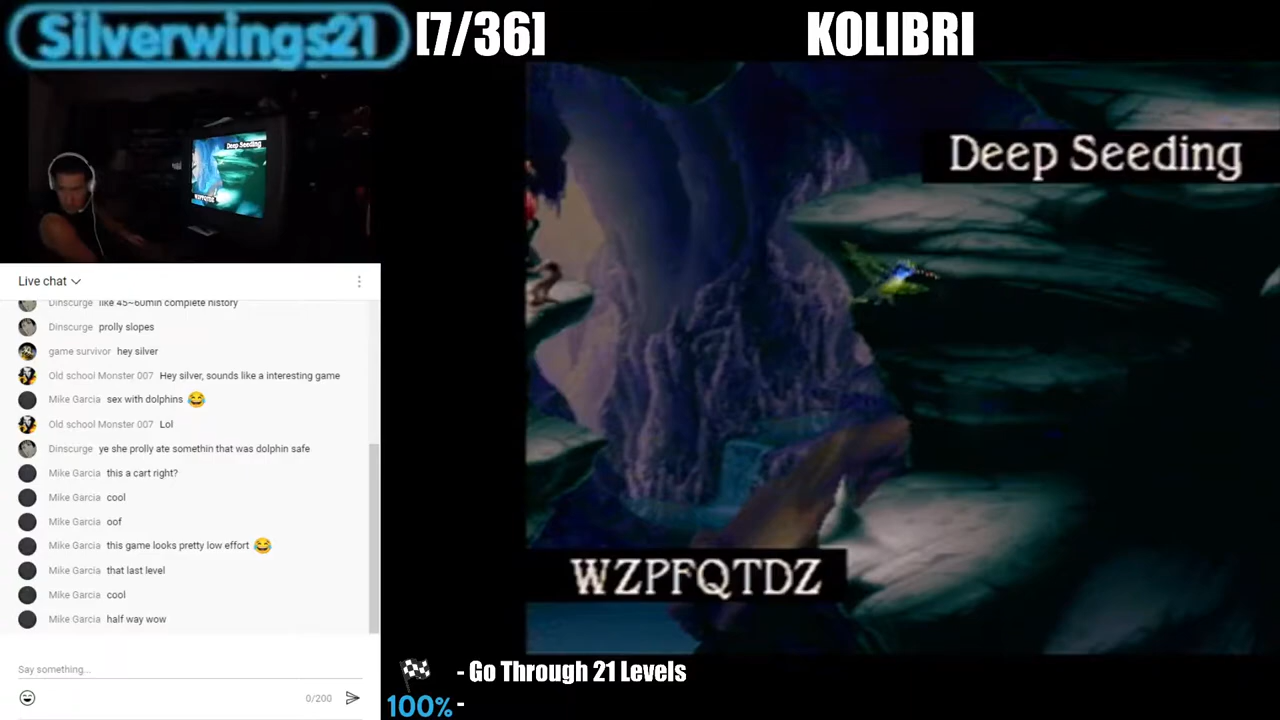 Silverwings21 [7/36] KOLIBRI
Deep Seeding
WZPFQTDZ
Live chat
Dinscurge like 45~60min complete history
Dinscurge prolly slopes
game survivor hey silver
Old school Monster 007 Hey silver, sounds like a interesting game
Mike Garcia sex with dolphins 😂
Old school Monster 007 Lol
Dinscurge ye she prolly ate somethin that was dolphin safe
Mike Garcia this a cart right?
Mike Garcia cool
Mike Garcia oof
Mike Garcia this game looks pretty low effort 😂
Mike Garcia that last level
Mike Garcia cool
Mike Garcia half way wow
Say something...
0/200
- Go Through 21 Levels
100% -